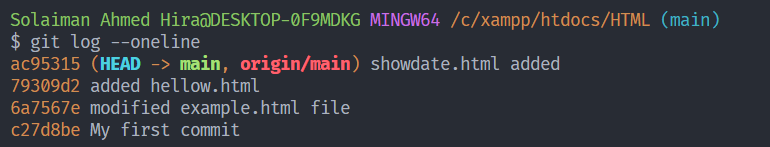 Solaiman Ahmed Hira@DESKTOP-0F9MDKG MINGW64 /c/xampp/htdocs/HTML (main)
$ git log --oneline
ac95315 (HEAD -> main, origin/main) showdate.html added
79309d2 added hellow.html
6a7567e modified example.html file
c27d8be My first commit